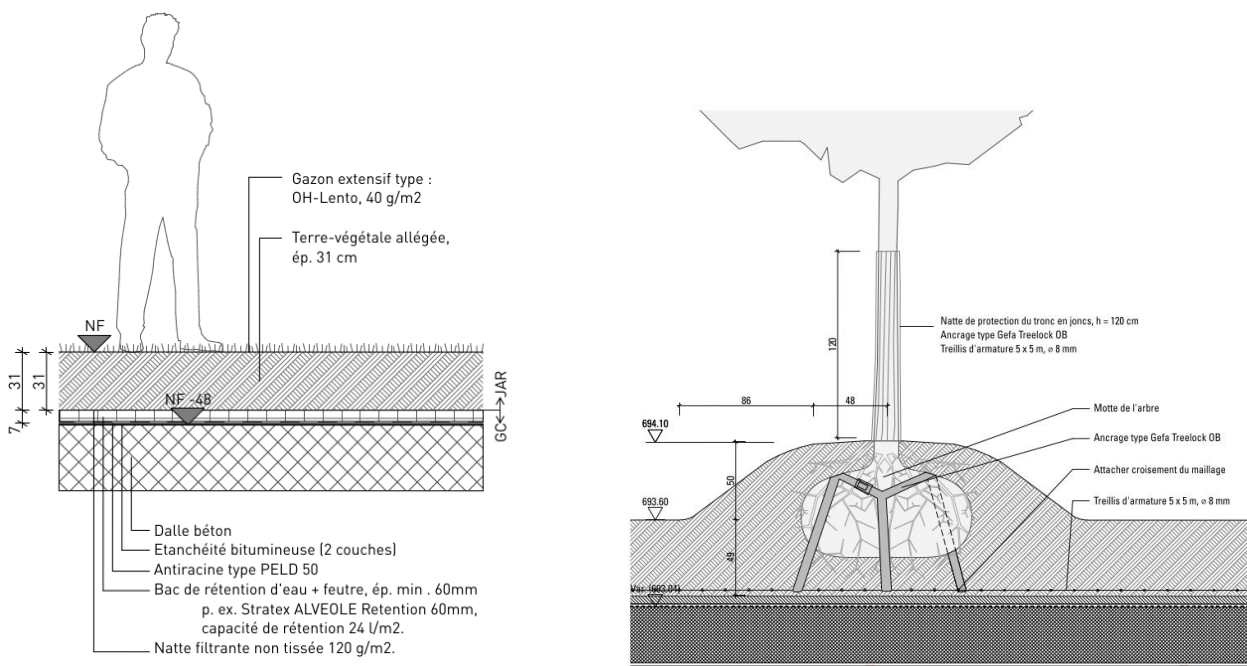 Gazon extensif type :
OH-Lento, 40 g/m2
Terre-végétale allégée,
ép. 31 cm
NF
31
31
7
NF -48
JAR
GC
Dalle béton
Etanchéité bitumineuse (2 couches)
Antiracine type PELD 50
Bac de rétention d'eau + feutre, ép. min . 60mm
p. ex. Stratex ALVEOLE Retention 60mm,
capacité de rétention 24 l/m2.
Natte filtrante non tissée 120 g/m2.
120
Natte de protection du tronc en joncs, h = 120 cm
Ancrage type Gefa Treelock OB
Treillis d'armature 5 x 5 m, ø 8 mm
86
48
694.10
50
693.60
49
Var. (693.04)
Motte de l'arbre
Ancrage type Gefa Treelock OB
Attacher croisement du maillage
Treillis d'armature 5 x 5 m, ø 8 mm